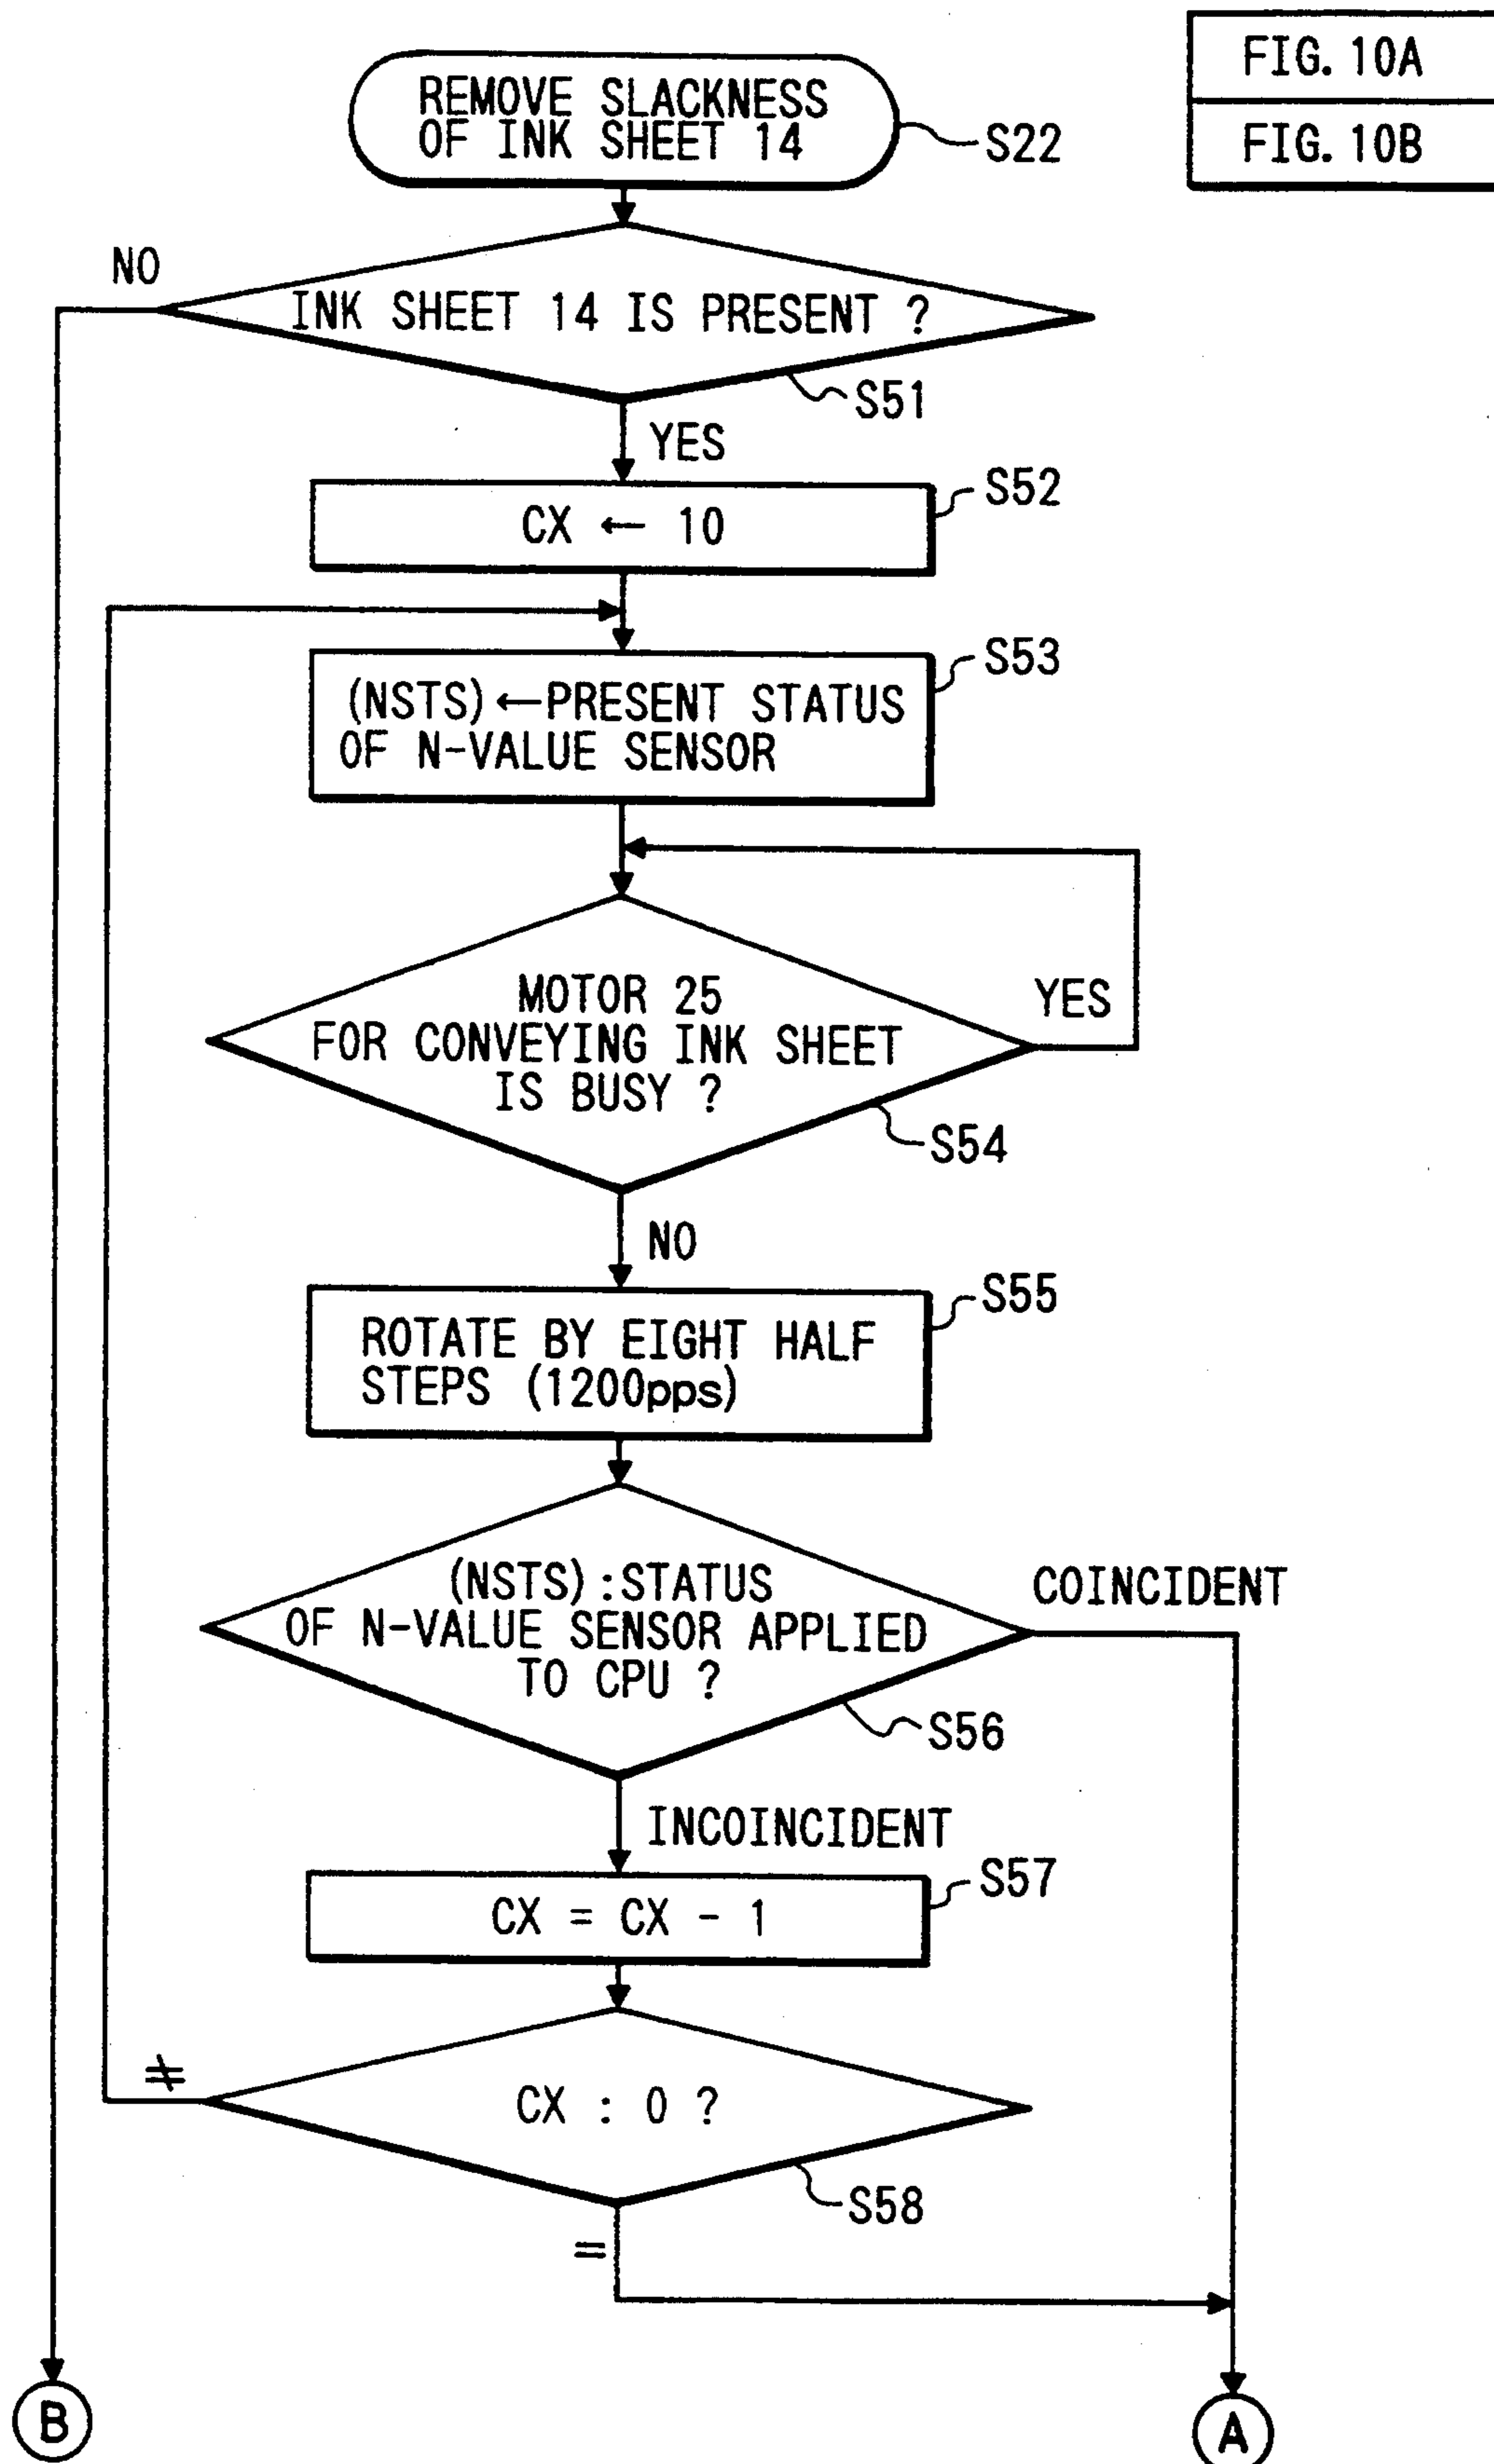 FIG. 10A
FIG. 10B
REMOVE SLACKNESS
OF INK SHEET 14
S22
NO
INK SHEET 14 IS PRESENT ?
S51
YES
CX ← 10
S52
(NSTS)←PRESENT STATUS
OF N-VALUE SENSOR
S53
MOTOR 25
FOR CONVEYING INK SHEET
IS BUSY ?
YES
S54
NO
ROTATE BY EIGHT HALF
STEPS (1200pps)
S55
(NSTS):STATUS
OF N-VALUE SENSOR APPLIED
TO CPU ?
COINCIDENT
S56
INCOINCIDENT
CX = CX - 1
S57
≠
CX : 0 ?
S58
=
B
A